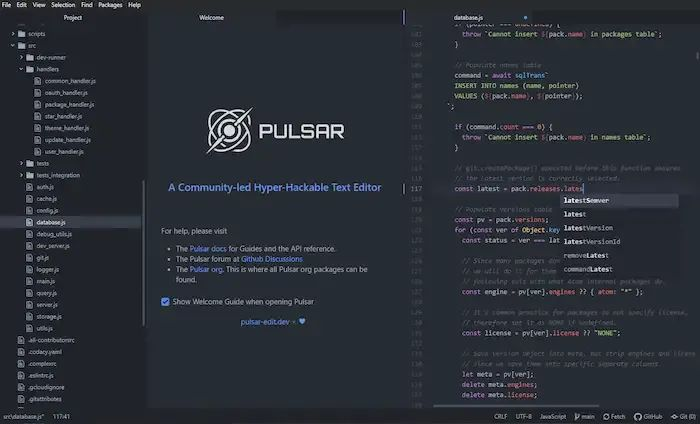 File Edit View Selection Find Packages Help
Project
scripts
src
dev-runner
handlers
common_handler.js
oauth_handler.js
package_handler.js
star_handler.js
theme_handler.js
update_handler.js
user_handler.js
tests
tests_integration
auth.js
cache.js
config.js
database.js
debug_utils.js
dev_server.js
git.js
logger.js
main.js
query.js
server.js
storage.js
utils.js
.all-contributorsrc
.codacy.yaml
.complexrc
.eslintrc.js
.gcloudignore
.gitattributes
Welcome
PULSAR
A Community-led Hyper-Hackable Text Editor
For help, please visit
• The Pulsar docs for Guides and the API reference.
• The Pulsar forum at Github Discussions
• The Pulsar org. This is where all Pulsar org packages can be
found.
Show Welcome Guide when opening Pulsar
pulsar-edit.dev × ♥
database.js
if (pointer === undefined) {
throw `Cannot insert ${pack.name} in packages table`;
}
// Populate names table
command = await sqlTrans`
INSERT INTO names (name, pointer)
VALUES (${pack.name}, ${pointer});
`;
if (command.count === 0) {
throw `Cannot insert ${pack.name} in names table`;
}
// git.createPackage() executed before this function ensures
// the latest version is correctly selected.
117 const latest = pack.releases.lates
latestSemver
latest
latestVersion
latestVersionId
removeLatest
commandLatest
// Populate versions table
const pv = pack.versions;
for (const ver of Object.key
const status = ver === lat
// Since many packages don
// we will do it for them
// following suit with what Atom internal packages do.
const engine = pv[ver].engines ?? { atom: "*" };
// It's common practice for packages to not specify license,
// therefore set it as NONE if undefined.
const license = pv[ver].license ?? "NONE";
// Save version object into meta, but strip engines and licens
// since we save them into specific separate columns.
let meta = pv[ver];
delete meta.engines;
delete meta.license;
src\database.js* 117:41 CRLF UTF-8 JavaScript main Fetch GitHub Git (0)